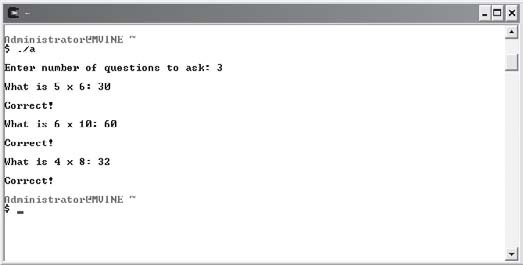 ~
Administrator@MVINE ~
$ ./a
Enter number of questions to ask: 3
What is 5 x 6: 30
Correct!
What is 6 x 10: 60
Correct!
What is 4 x 8: 32
Correct!
Administrator@MVINE ~
$